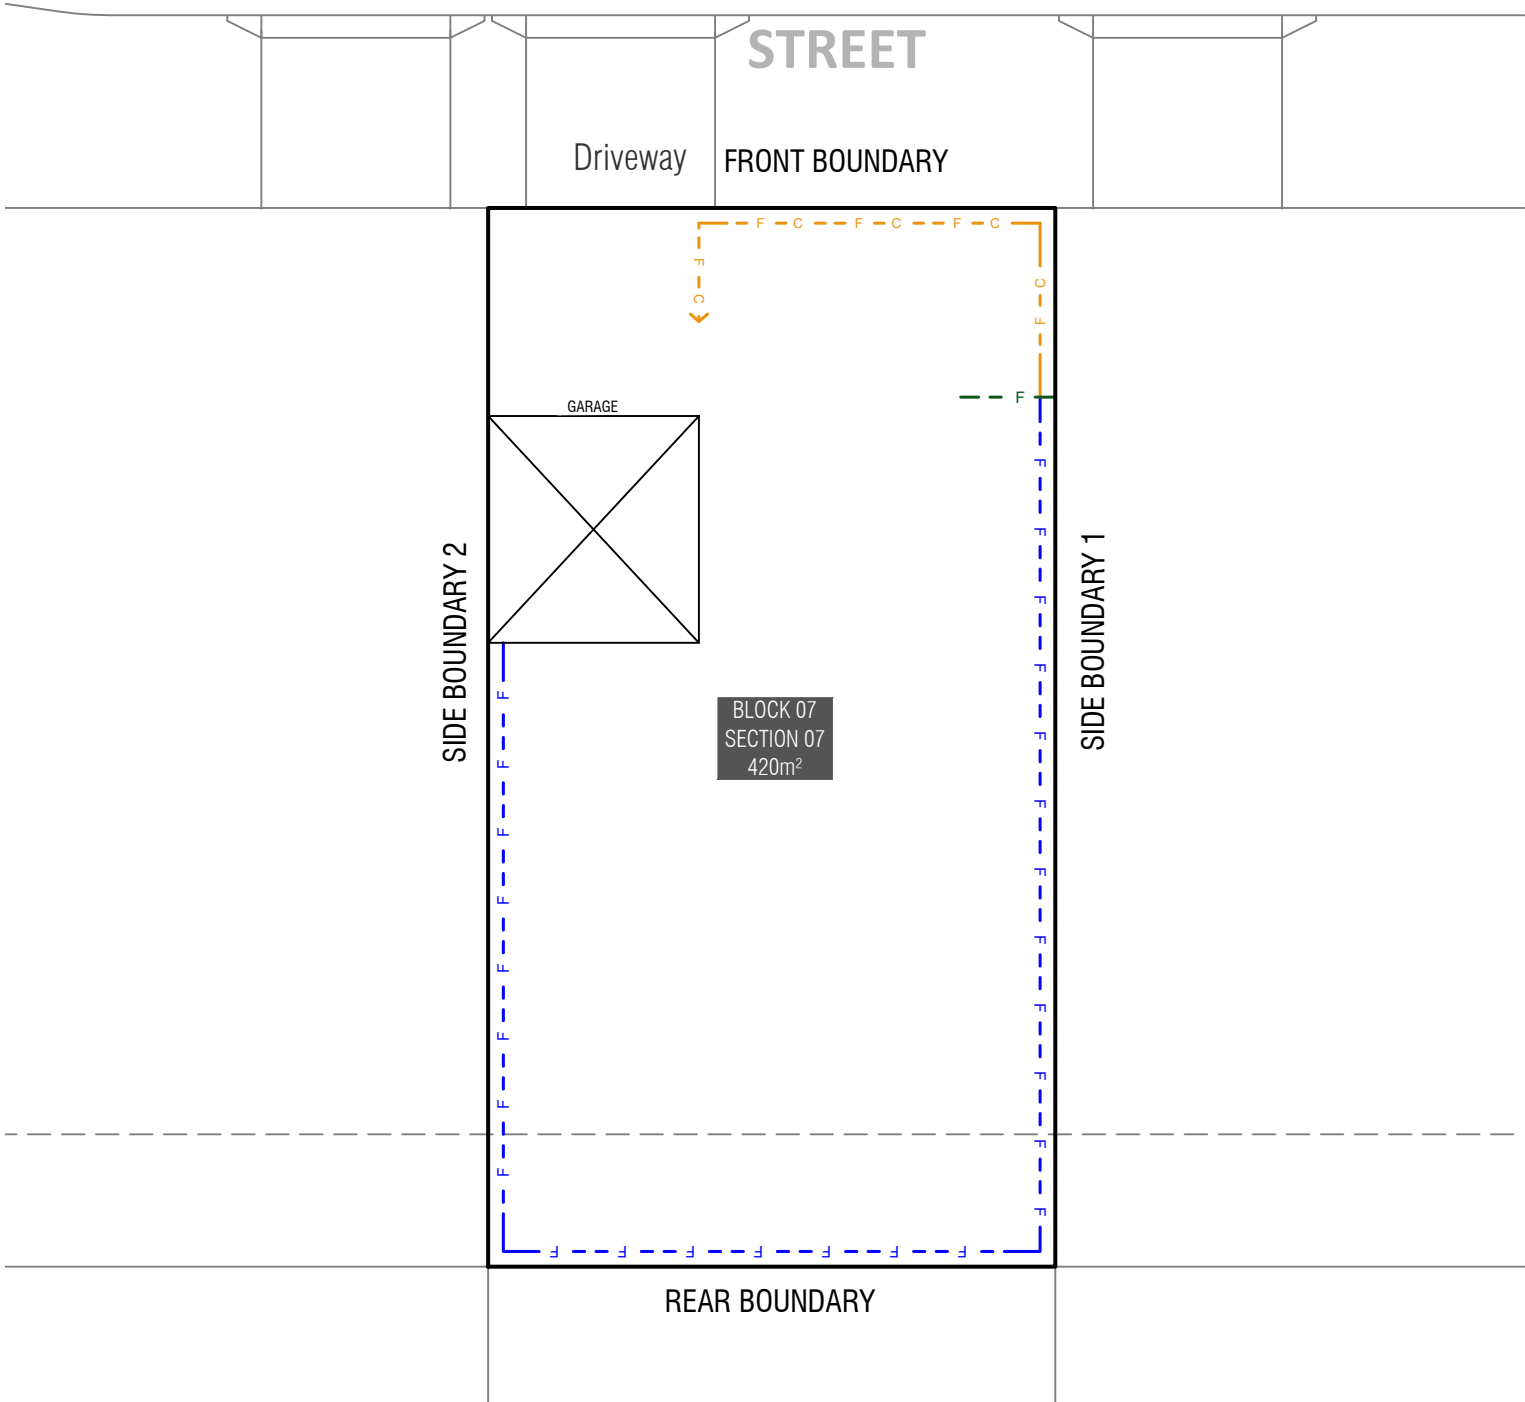 STREET
Driveway
FRONT BOUNDARY
F C F C F C
F C
C F
F
GARAGE
SIDE BOUNDARY 2
SIDE BOUNDARY 1
BLOCK 07
SECTION 07
420m²
F F F F F F F F
F F F F F F F F F F F F
F F F F F F F
REAR BOUNDARY